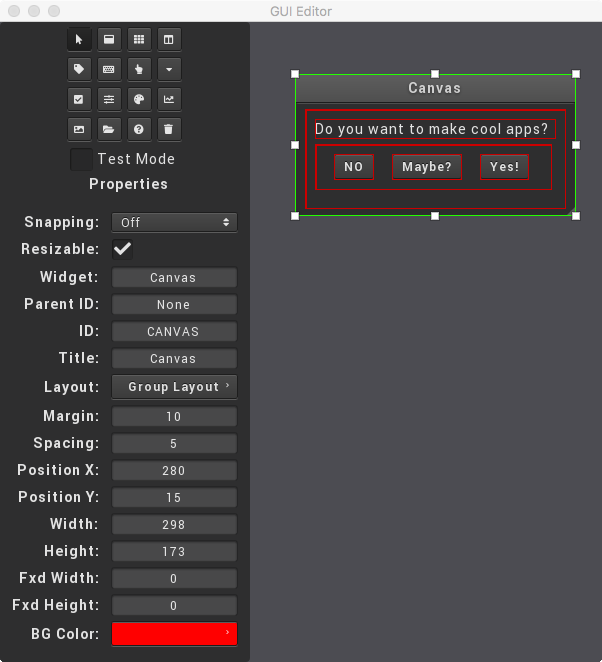 GUI Editor
Test Mode
Properties
Snapping: Off
Resizable:
Widget: Canvas
Parent ID: None
ID: CANVAS
Title: Canvas
Layout: Group Layout
Margin: 10
Spacing: 5
Position X: 280
Position Y: 15
Width: 298
Height: 173
Fxd Width: 0
Fxd Height: 0
BG Color:
Canvas
Do you want to make cool apps?
NO Maybe? Yes!